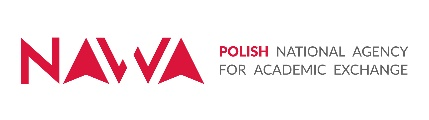 NAWA
POLISH NATIONAL AGENCY
FOR ACADEMIC EXCHANGE